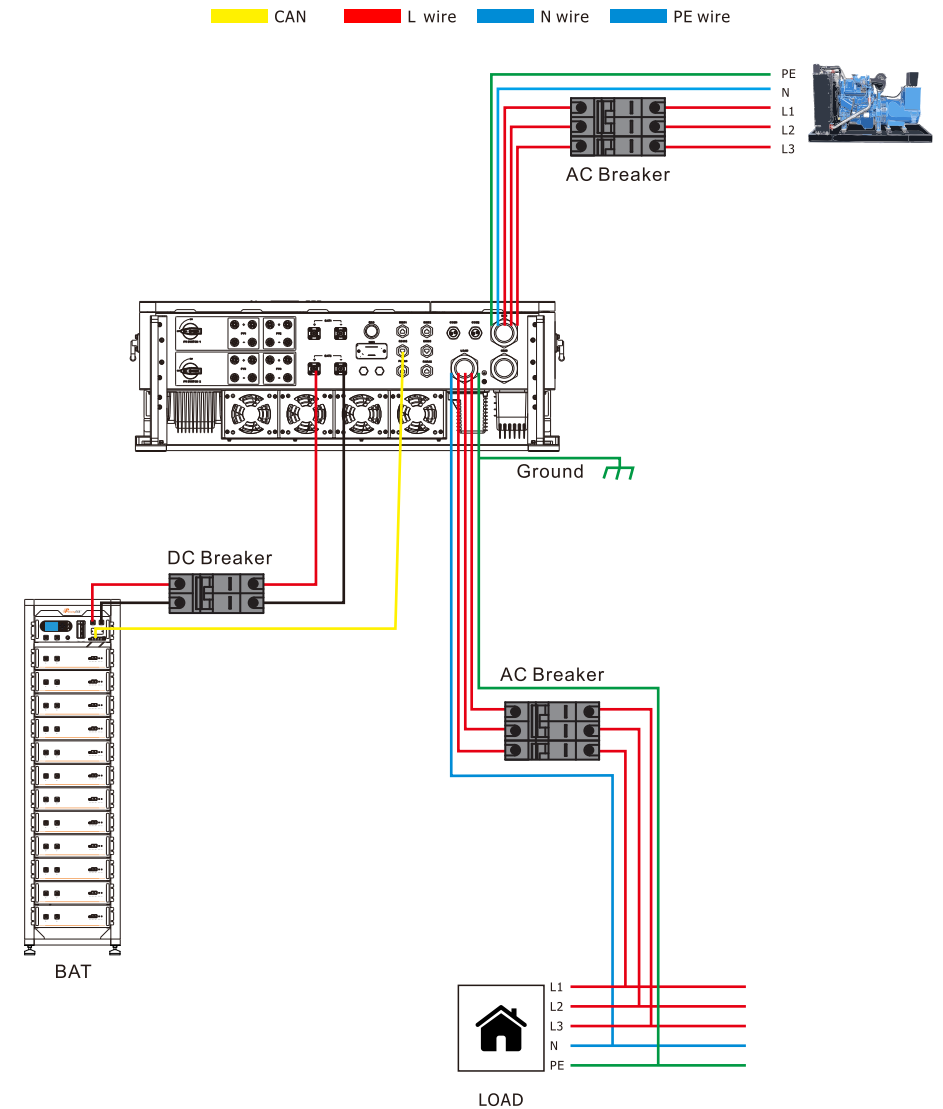 CAN L wire N wire PE wire
PE
N
L1
L2
L3
AC Breaker
Ground
DC Breaker
AC Breaker
BAT
L1
L2
L3
N
PE
LOAD